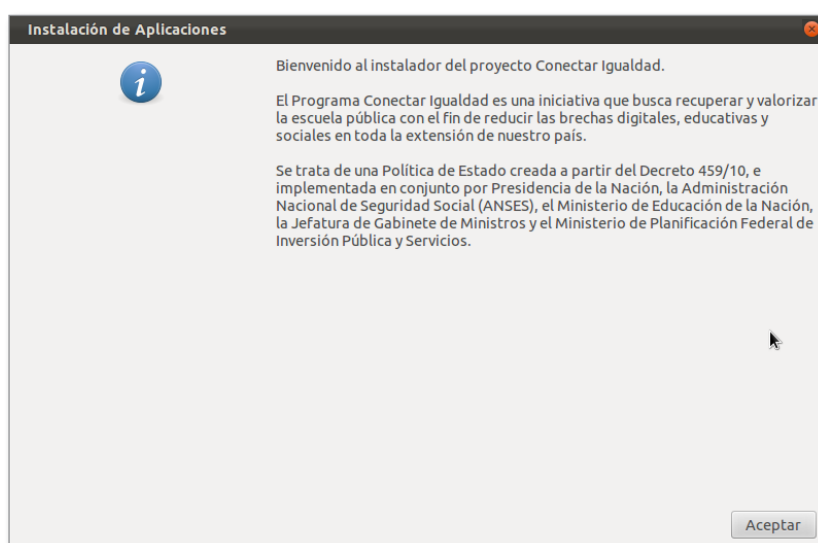 Instalación de Aplicaciones
Bienvenido al instalador del proyecto Conectar Igualdad.
El Programa Conectar Igualdad es una iniciativa que busca recuperar y valorizar
la escuela pública con el fin de reducir las brechas digitales, educativas y
sociales en toda la extensión de nuestro país.
Se trata de una Política de Estado creada a partir del Decreto 459/10, e
implementada en conjunto por Presidencia de la Nación, la Administración
Nacional de Seguridad Social (ANSES), el Ministerio de Educación de la Nación,
la Jefatura de Gabinete de Ministros y el Ministerio de Planificación Federal de
Inversión Pública y Servicios.
Aceptar